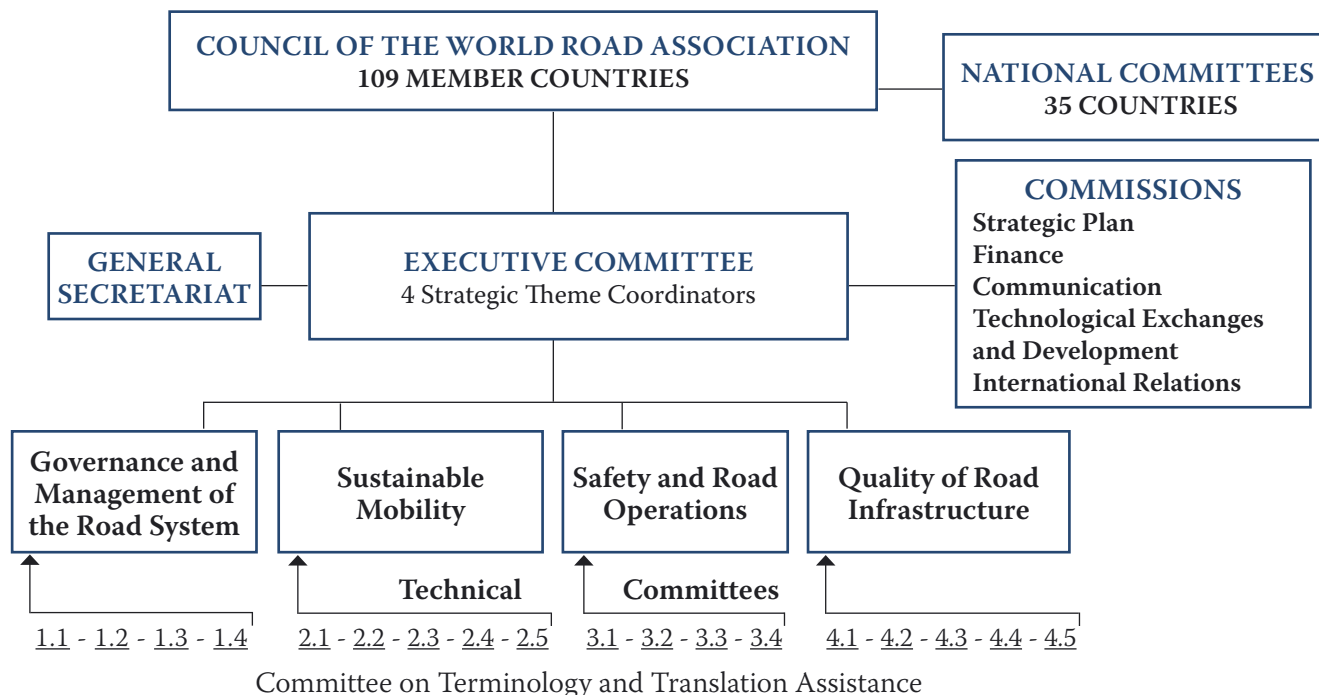 COUNCIL OF THE WORLD ROAD ASSOCIATION
109 MEMBER COUNTRIES
NATIONAL COMMITTEES
35 COUNTRIES
GENERAL
SECRETARIAT
EXECUTIVE COMMITTEE
4 Strategic Theme Coordinators
COMMISSIONS
Strategic Plan
Finance
Communication
Technological Exchanges
and Development
International Relations
Governance and
Management of
the Road System
Sustainable
Mobility
Safety and Road
Operations
Quality of Road
Infrastructure
Technical Committees
1.1 - 1.2 - 1.3 - 1.4
2.1 - 2.2 - 2.3 - 2.4 - 2.5
3.1 - 3.2 - 3.3 - 3.4
4.1 - 4.2 - 4.3 - 4.4 - 4.5
Committee on Terminology and Translation Assistance